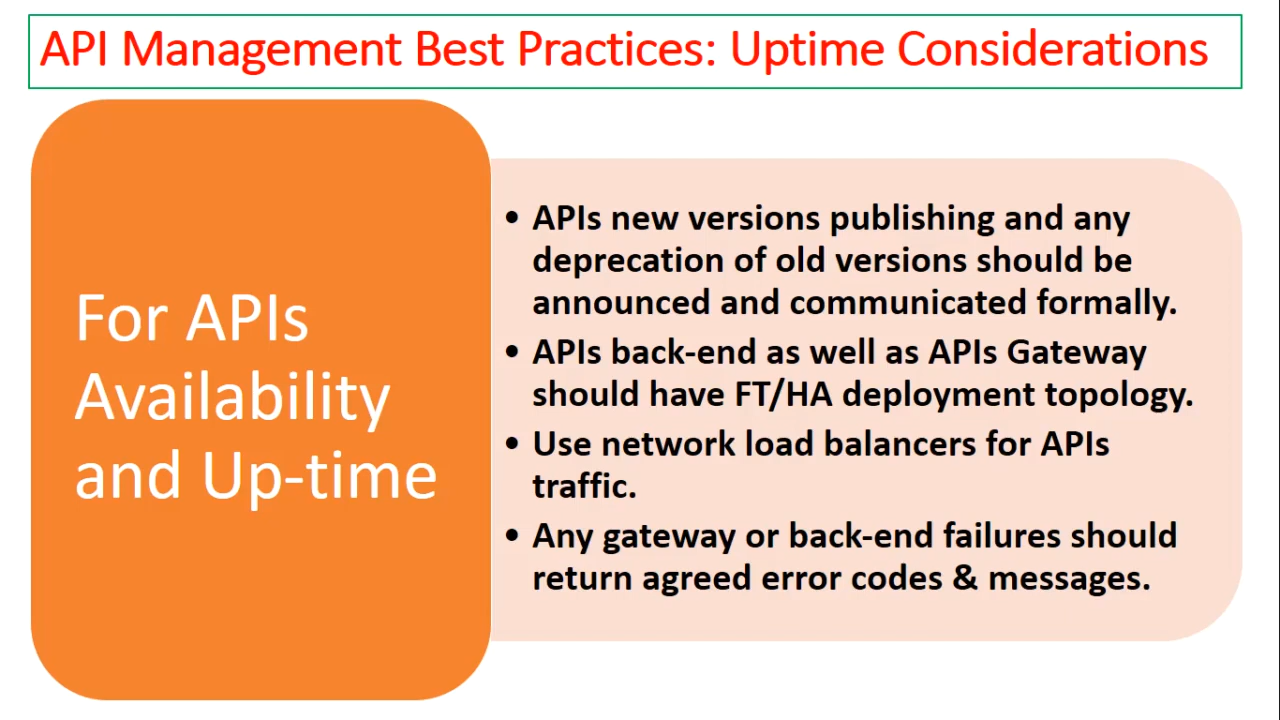 API Management Best Practices: Uptime Considerations
For APIs
Availability
and Up-time
• APIs new versions publishing and any
deprecation of old versions should be
announced and communicated formally.
• APIs back-end as well as APIs Gateway
should have FT/HA deployment topology.
• Use network load balancers for APIs
traffic.
• Any gateway or back-end failures should
return agreed error codes & messages.